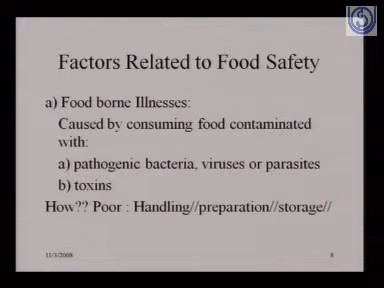 Factors Related to Food Safety
a) Food borne Illnesses:
Caused by consuming food contaminated
with:
a) pathogenic bacteria, viruses or parasites
b) toxins
How?? Poor : Handling//preparation//storage//
11/3/2008
8